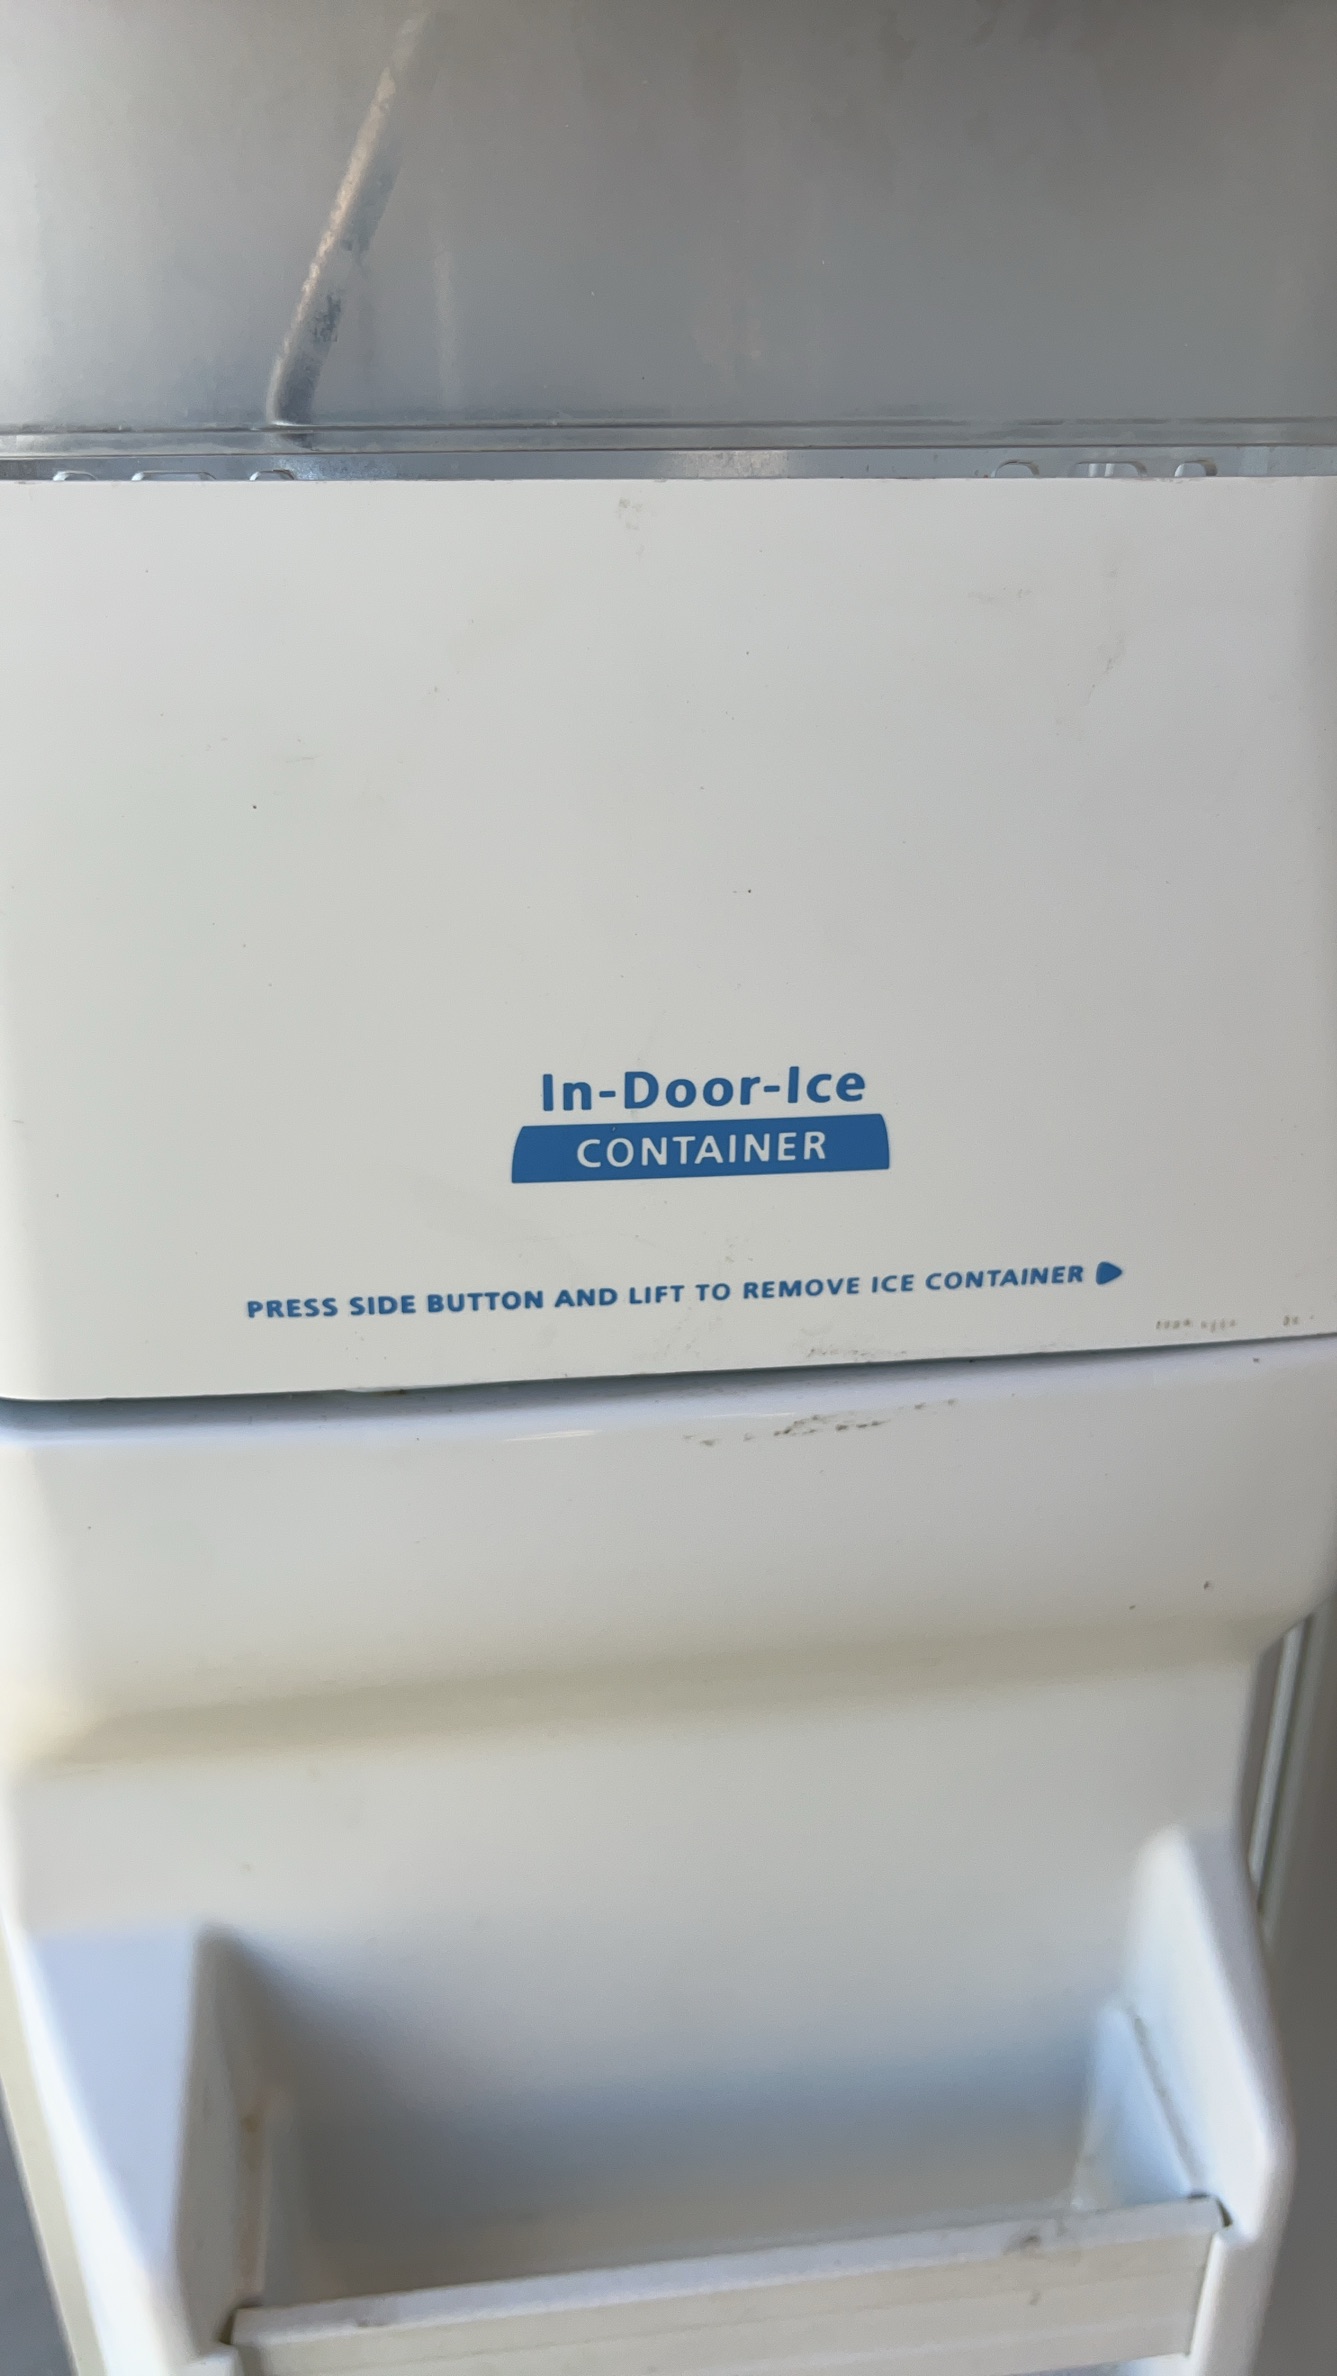 In-Door-Ice
CONTAINER
PRESS SIDE BUTTON AND LIFT TO REMOVE ICE CONTAINER